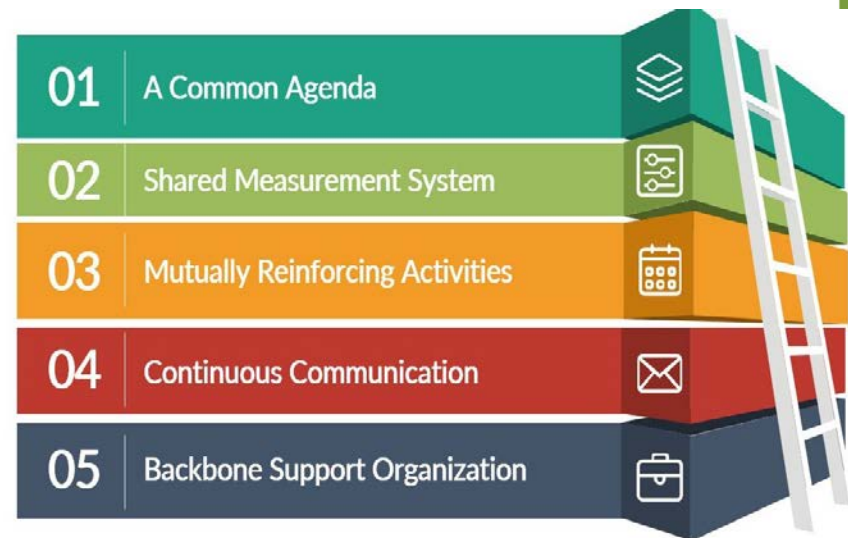 01 A Common Agenda
02 Shared Measurement System
03 Mutually Reinforcing Activities
04 Continuous Communication
05 Backbone Support Organization